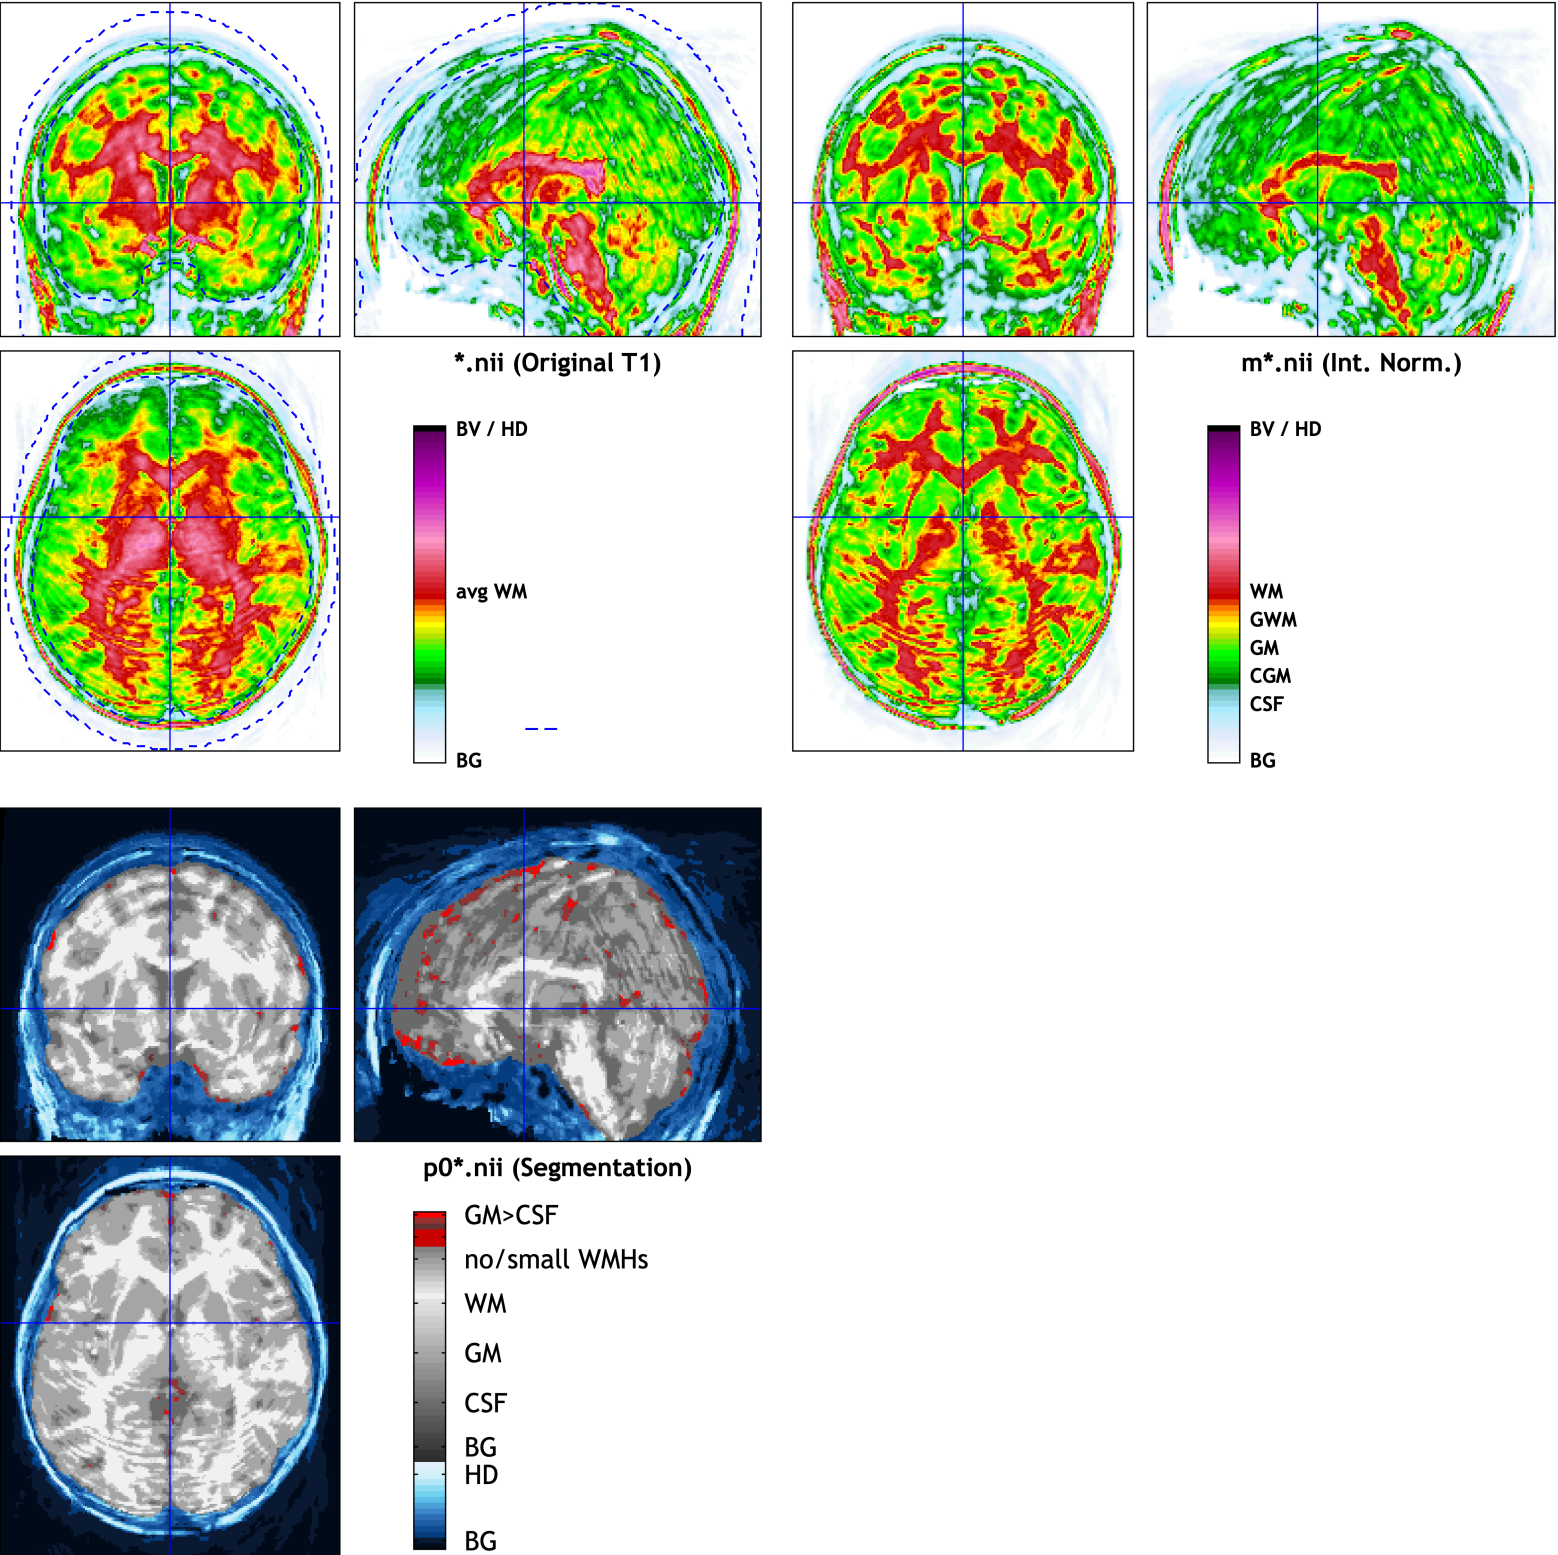 *.nii (Original T1)
BV / HD
avg WM
BG
m*.nii (Int. Norm.)
BV / HD
WM
GWM
GM
CGM
CSF
BG
p0*.nii (Segmentation)
GM>CSF
no/small WMHs
WM
GM
CSF
BG
HD
BG